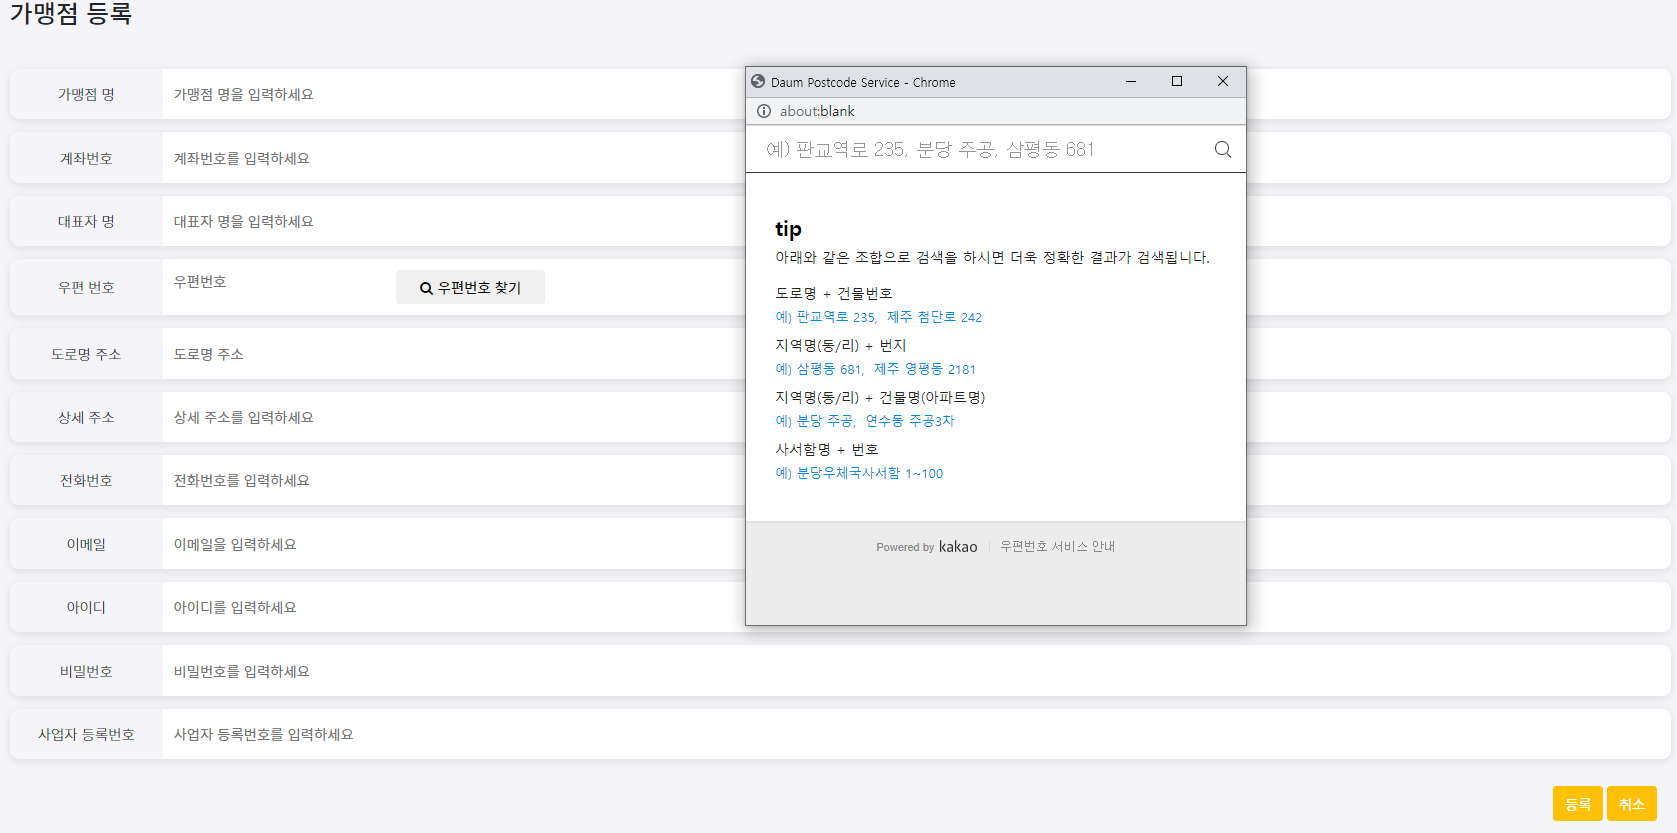 가맹점 등록
가맹점 명
가맹점 명을 입력하세요
계좌번호
계좌번호를 입력하세요
대표자 명
대표자 명을 입력하세요
우편 번호
우편번호
우편번호 찾기
도로명 주소
도로명 주소
상세 주소
상세 주소를 입력하세요
전화번호
전화번호를 입력하세요
이메일
이메일을 입력하세요
아이디
아이디를 입력하세요
비밀번호
비밀번호를 입력하세요
사업자 등록번호
사업자 등록번호를 입력하세요
등록 취소
Daum Postcode Service - Chrome
about:blank
예) 판교역로 235, 분당 주공, 삼평동 681
tip
아래와 같은 조합으로 검색을 하시면 더욱 정확한 결과가 검색됩니다.
도로명 + 건물번호
예) 판교역로 235, 제주 첨단로 242
지역명(동/리) + 번지
예) 삼평동 681, 제주 영평동 2181
지역명(동/리) + 건물명(아파트명)
예) 분당 주공, 연수동 주공3차
사서함명 + 번호
예) 분당우체국사서함 1~100
Powered by kakao 우편번호 서비스 안내